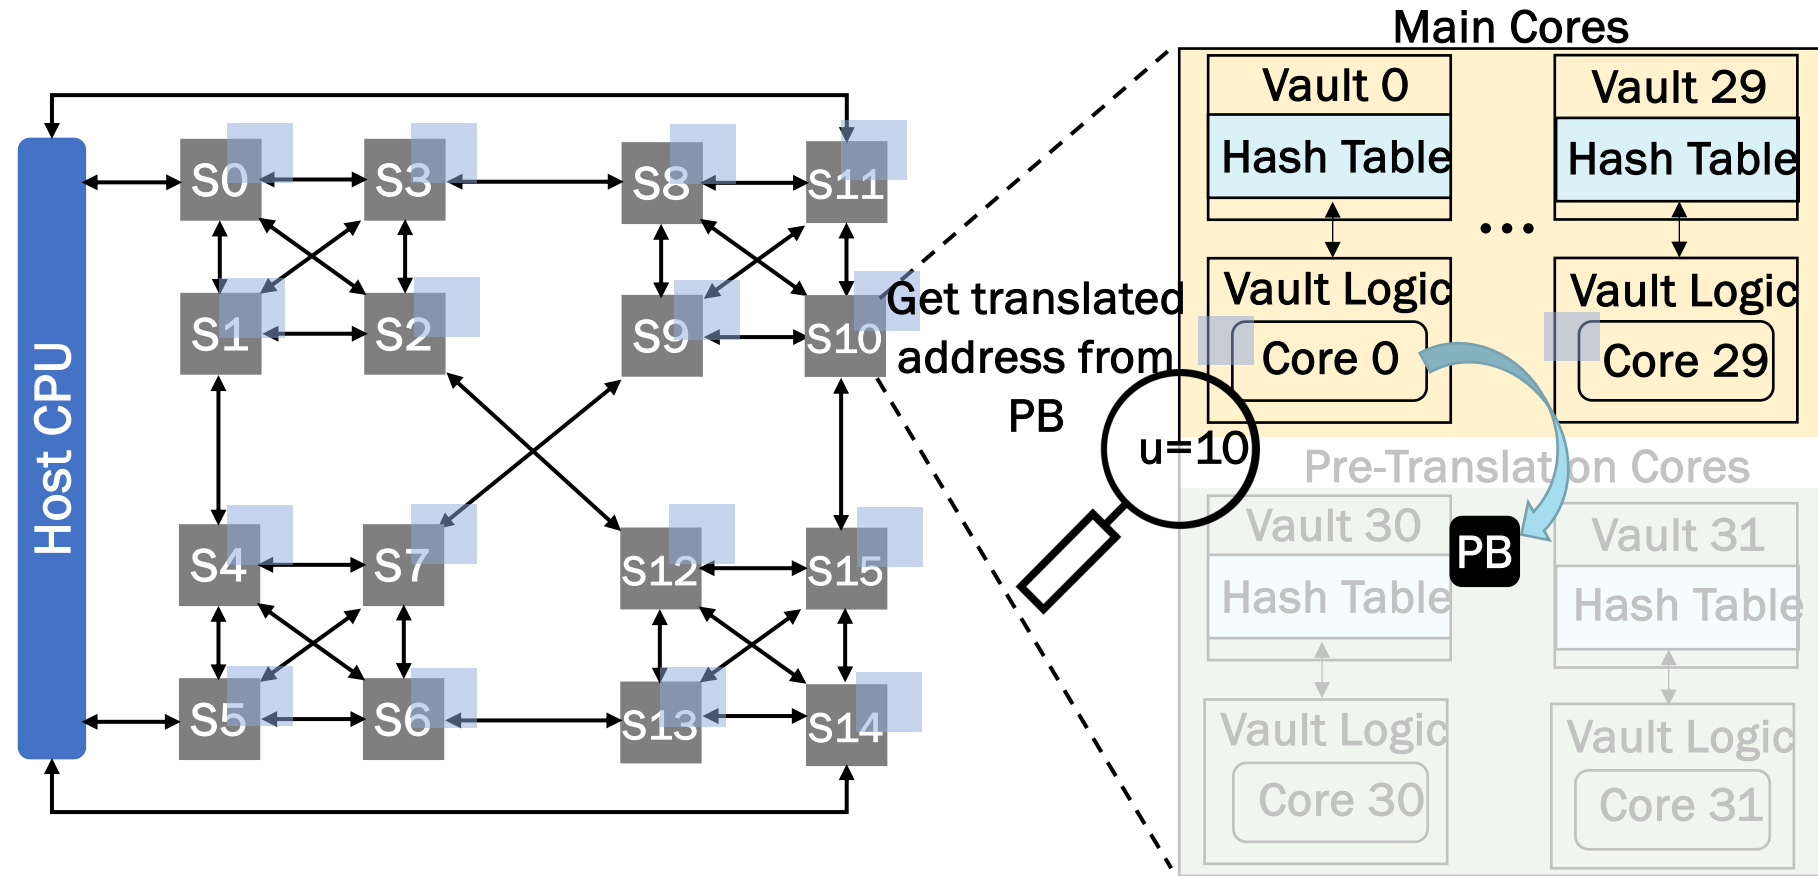 Main Cores
Host CPU
S0
S3
S8
S11
S1
S2
S9
S10
S4
S7
S12
S15
S5
S6
S13
S14
Get translated
address from
PB
u=10
Vault 0
Hash Table
Vault Logic
Core 0
...
Vault 29
Hash Table
Vault Logic
Core 29
Pre-Translation Cores
Vault 30
Hash Table
Vault Logic
Core 30
PB
Vault 31
Hash Table
Vault Logic
Core 31